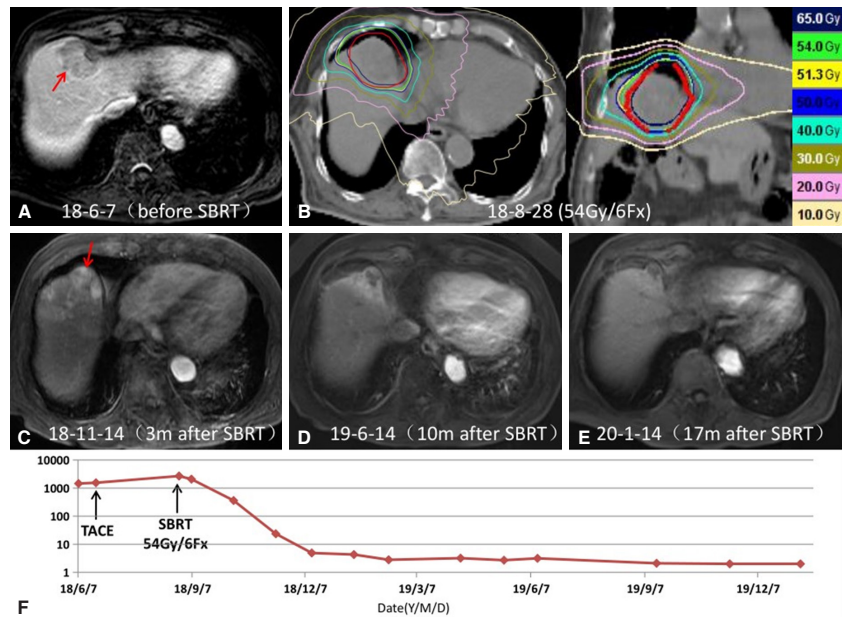 65.0 Gy
54.0 Gy
51.3 Gy
50.0 Gy
40.0 Gy
30.0 Gy
20.0 Gy
10.0 Gy
A 18-6-7（before SBRT）
B 18-8-28 (54Gy/6Fx)
C 18-11-14（3m after SBRT）
D 19-6-14（10m after SBRT）
E 20-1-14（17m after SBRT）
10000
1000
100
10
1
TACE
SBRT
54Gy/6Fx
18/6/7 18/9/7 18/12/7 19/3/7 19/6/7 19/9/7 19/12/7
Date(Y/M/D)
F